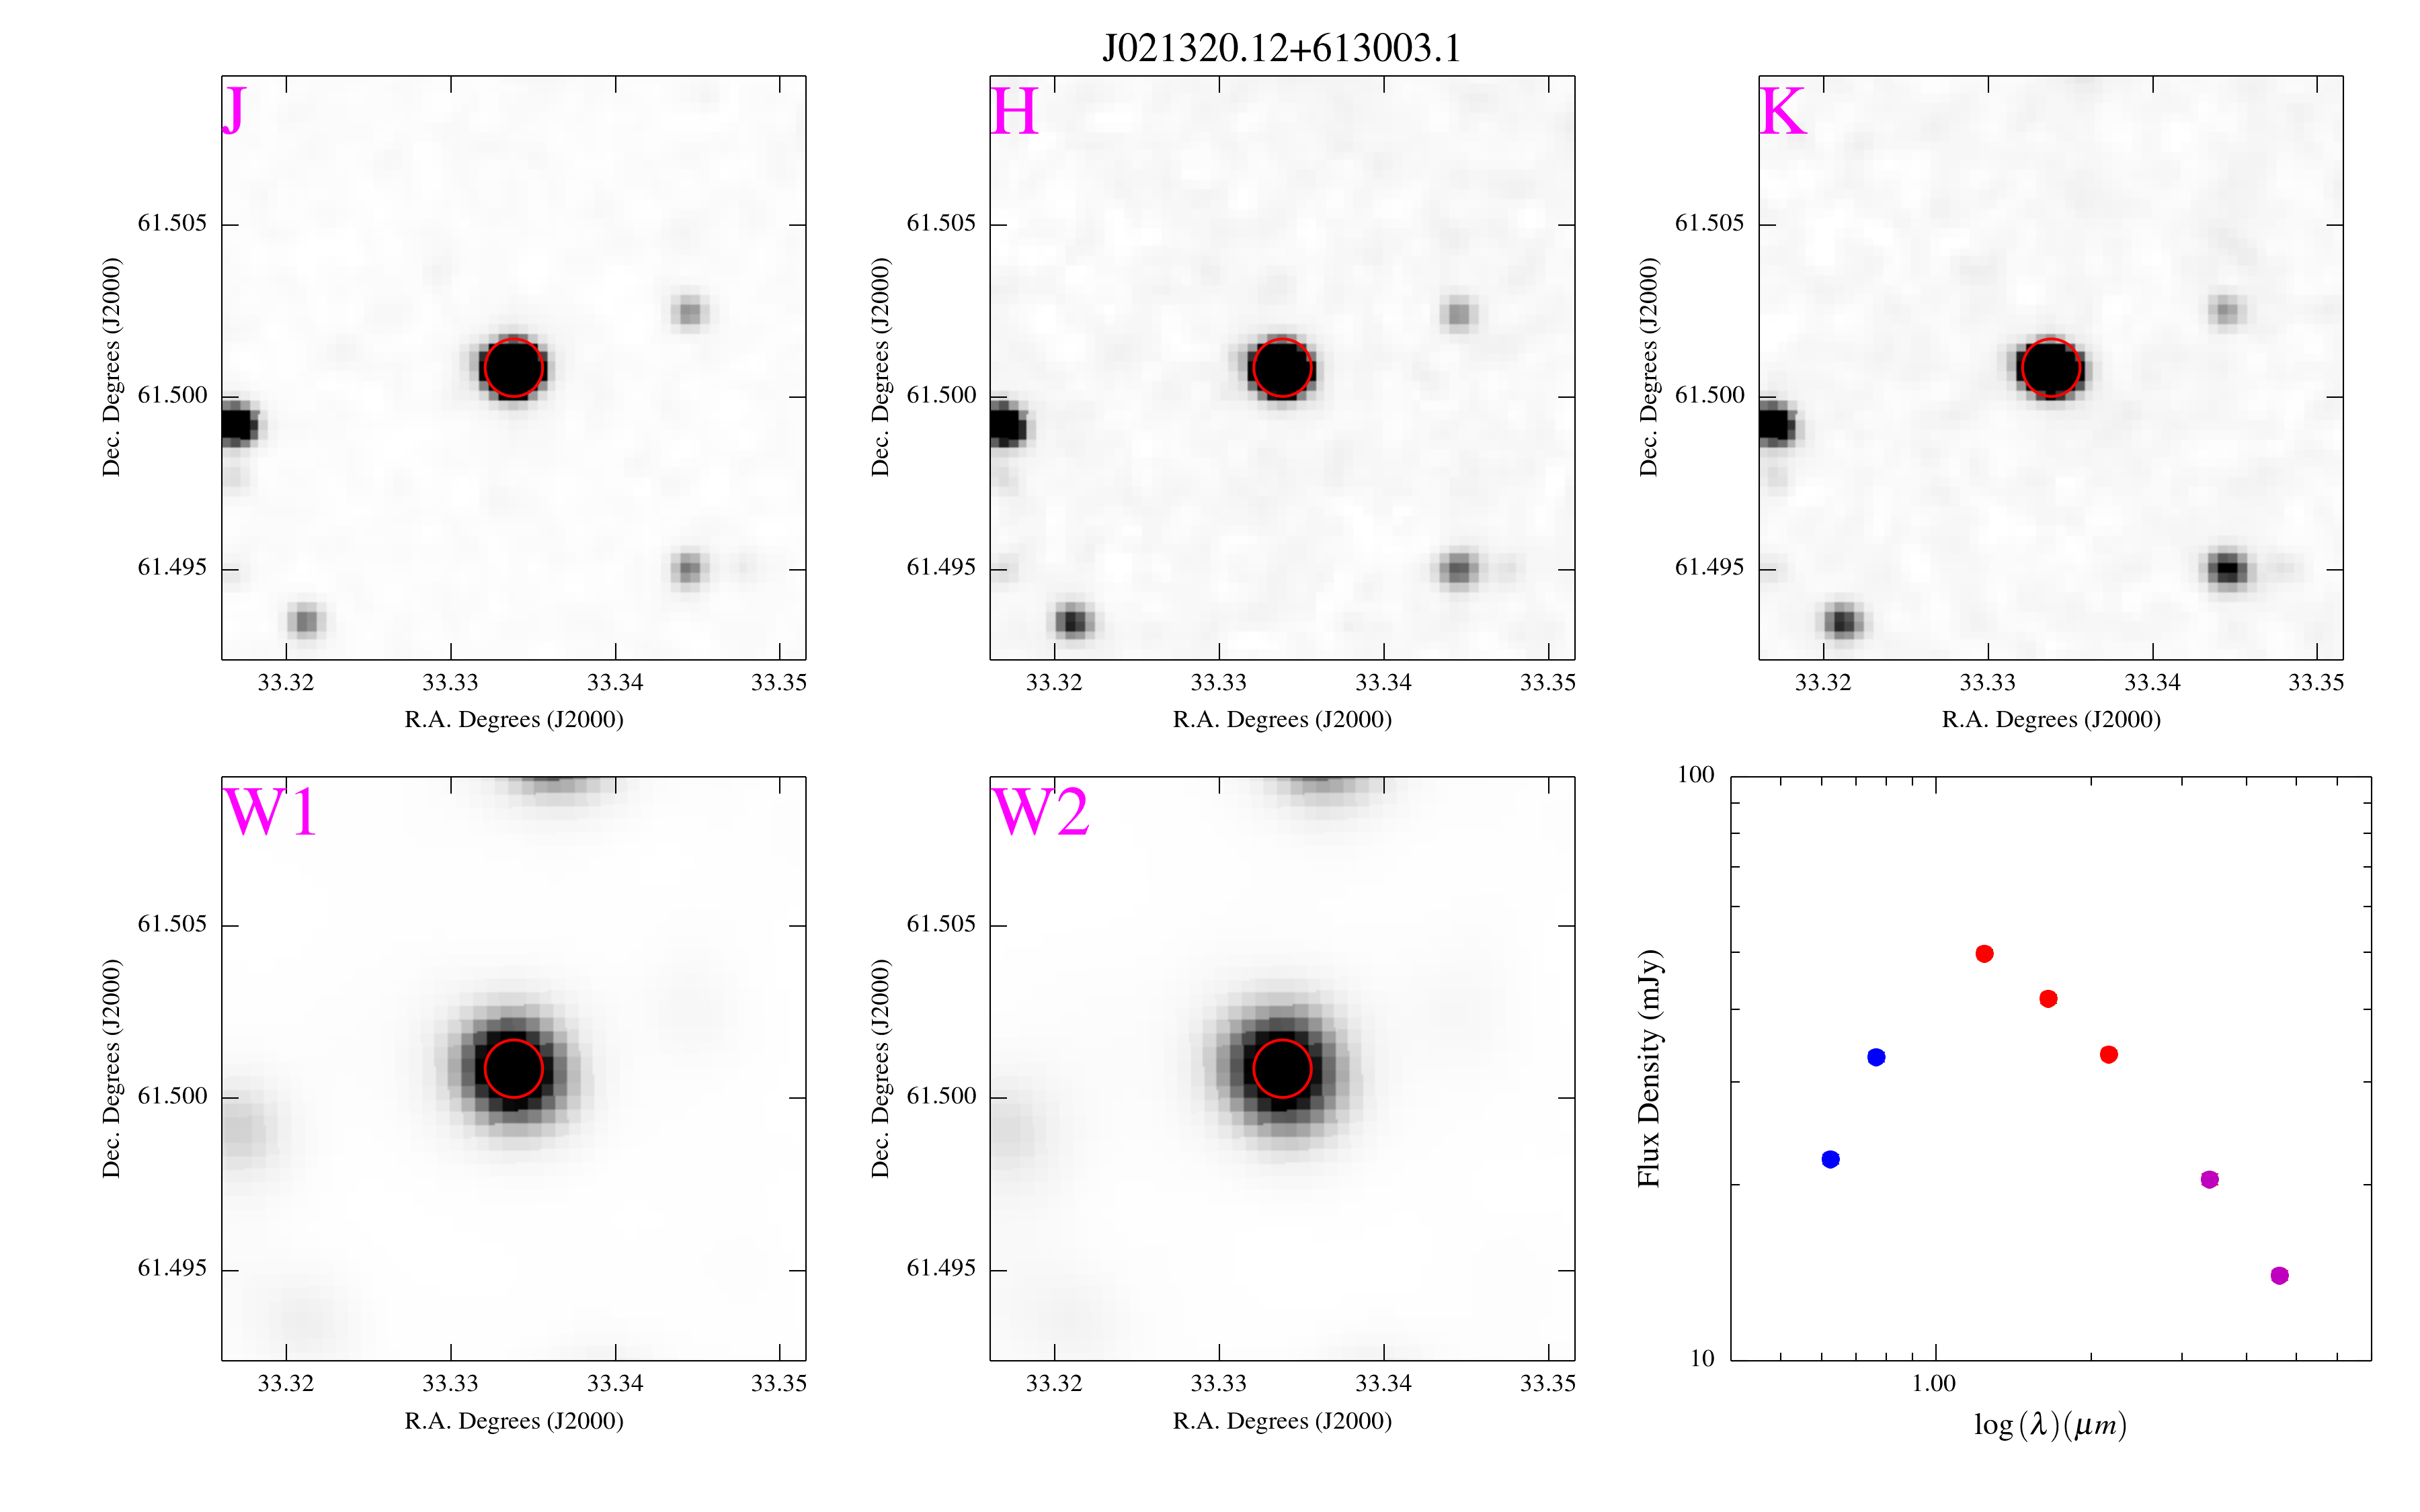 J021320.12+613003.1
J
61.505
61.500
61.495
Dec. Degrees (J2000)
33.32 33.33 33.34 33.35
R.A. Degrees (J2000)
H
61.505
61.500
61.495
Dec. Degrees (J2000)
33.32 33.33 33.34 33.35
R.A. Degrees (J2000)
K
61.505
61.500
61.495
Dec. Degrees (J2000)
33.32 33.33 33.34 33.35
R.A. Degrees (J2000)
W1
61.505
61.500
61.495
Dec. Degrees (J2000)
33.32 33.33 33.34 33.35
R.A. Degrees (J2000)
W2
61.505
61.500
61.495
Dec. Degrees (J2000)
33.32 33.33 33.34 33.35
R.A. Degrees (J2000)
100
10
Flux Density (mJy)
1.00
log(λ)(μm)